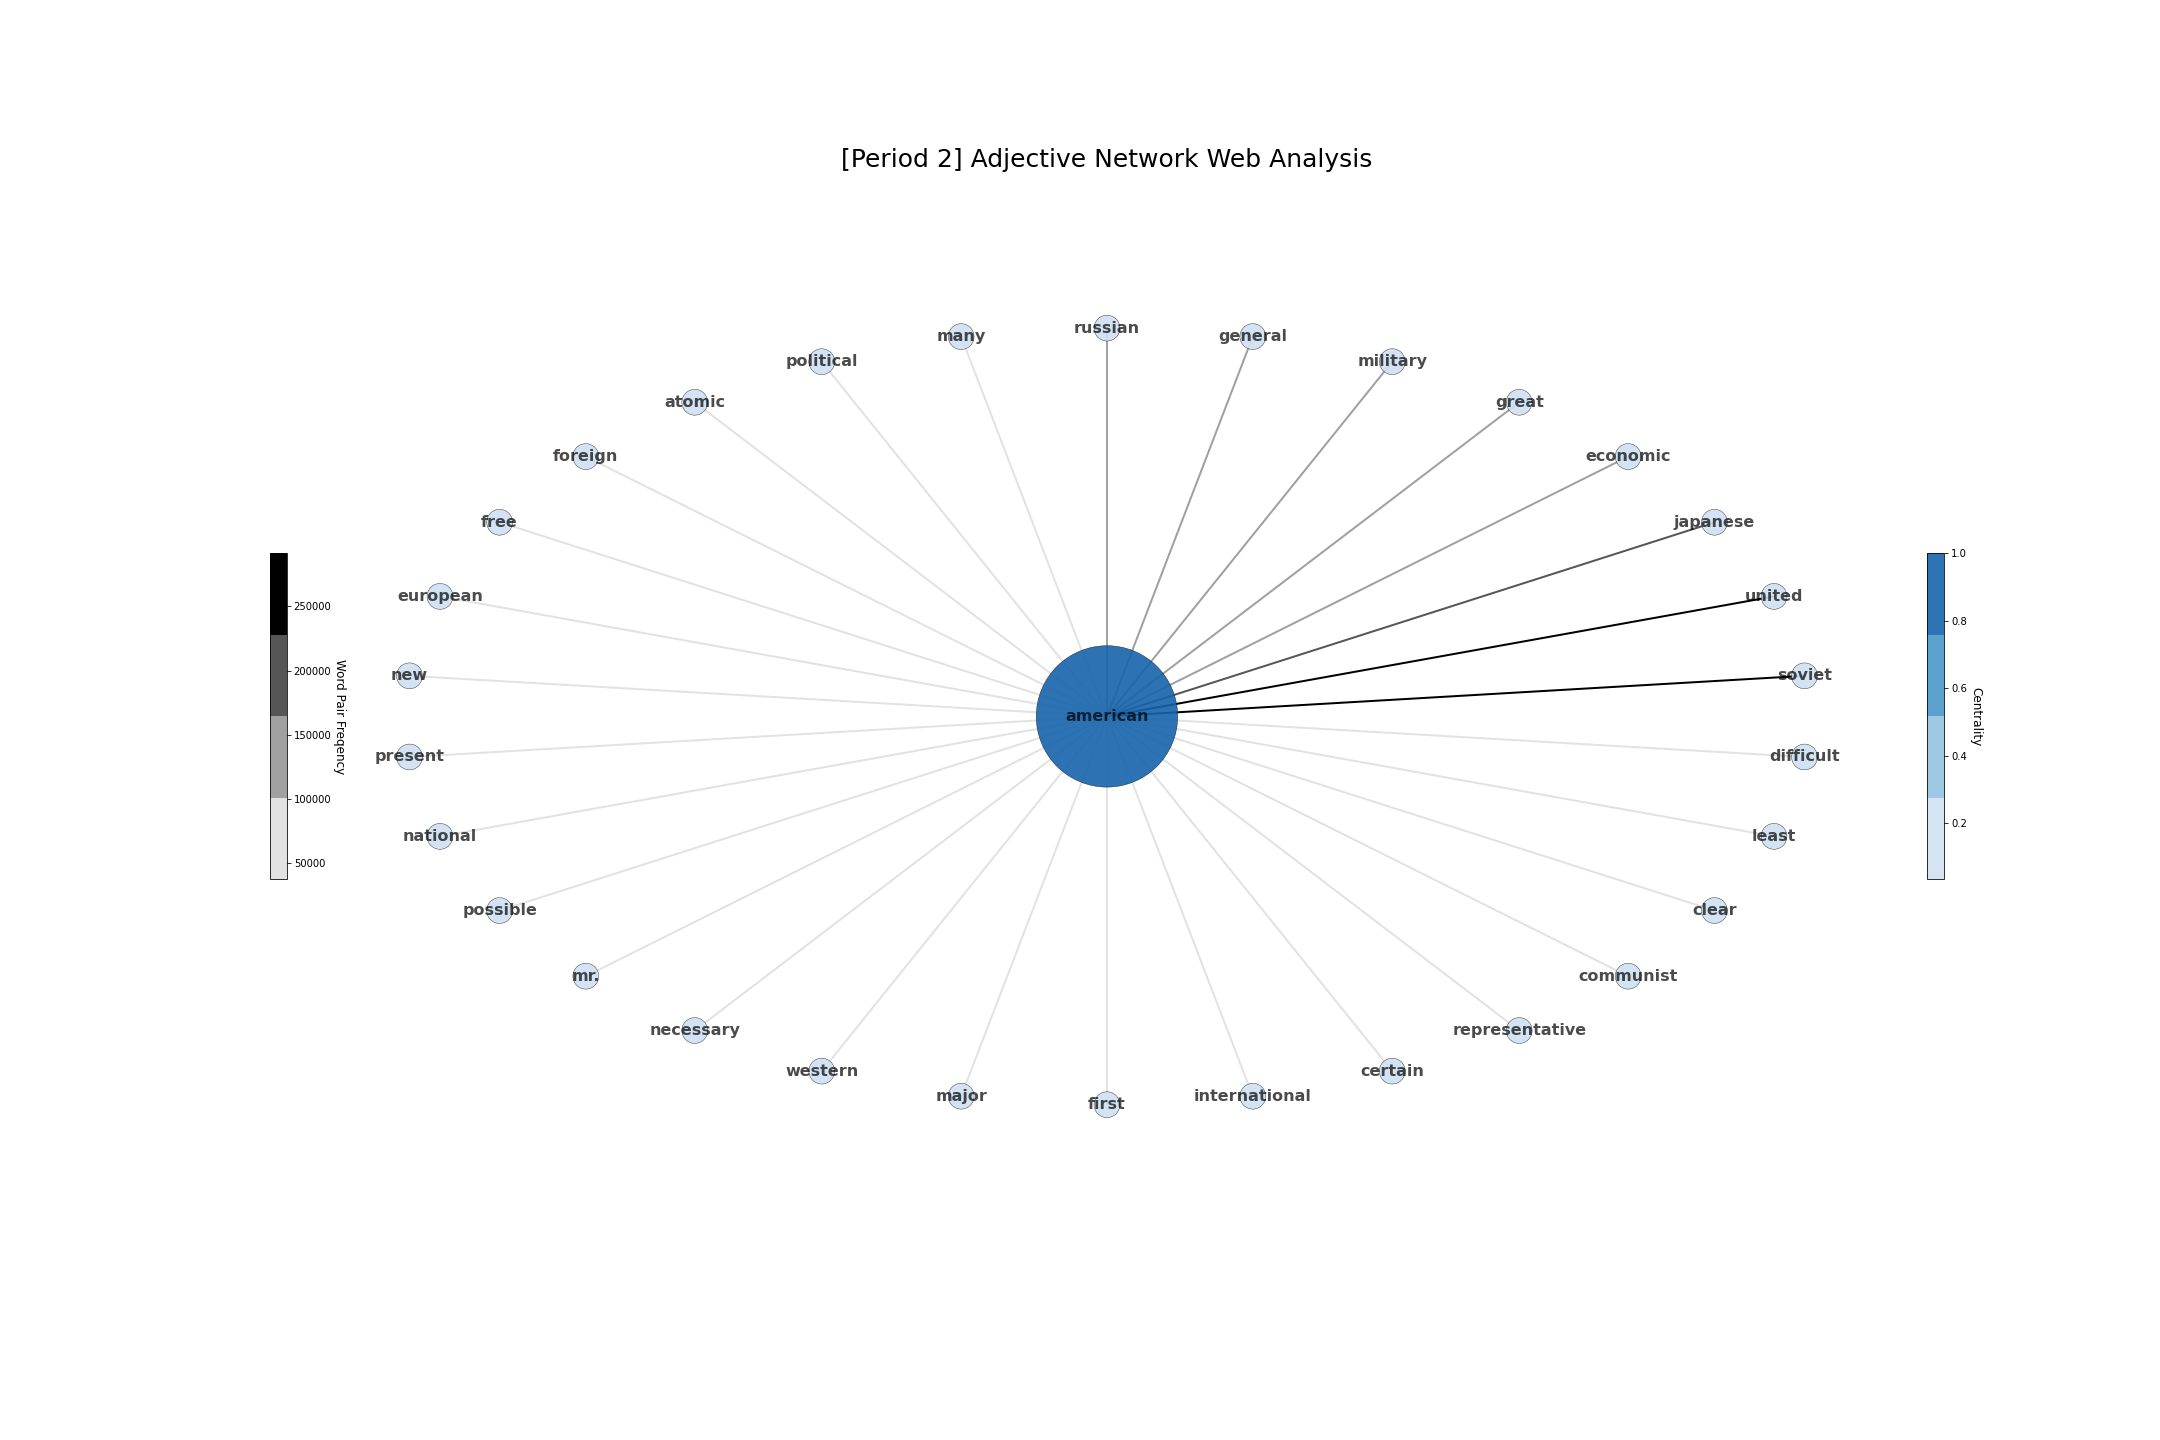 [Period 2] Adjective Network Web Analysis
russian
many
general
political
military
atomic
great
foreign
economic
free
japanese
european
united
new
soviet
american
present
difficult
national
least
possible
clear
mr.
communist
necessary
representative
western
certain
major
international
first
250000
200000
150000
100000
50000
Word Pair Freqency
1.0
0.8
0.6
0.4
0.2
Centrality